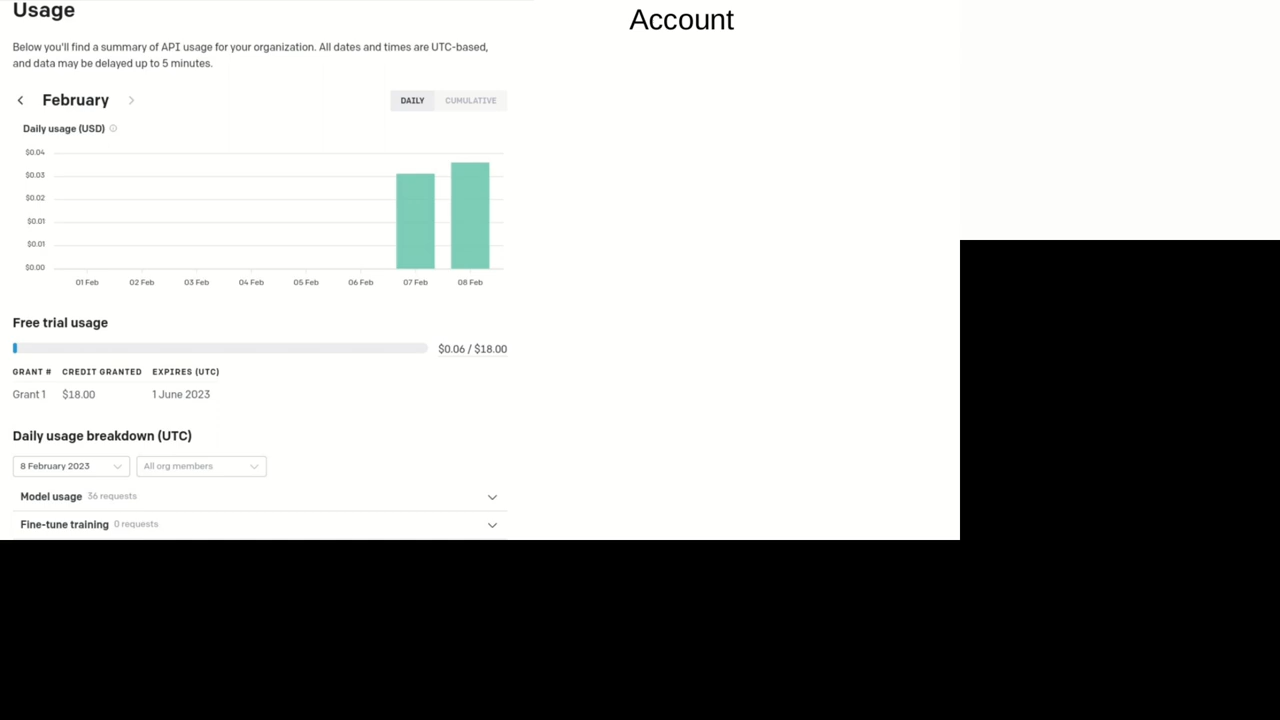 Usage
Account
Below you'll find a summary of API usage for your organization. All dates and times are UTC-based,
and data may be delayed up to 5 minutes.
February
DAILY CUMULATIVE
Daily usage (USD)
$0.04
$0.03
$0.02
$0.01
$0.01
$0.00
01 Feb 02 Feb 03 Feb 04 Feb 05 Feb 06 Feb 07 Feb 08 Feb
Free trial usage
$0.06 / $18.00
GRANT # CREDIT GRANTED EXPIRES (UTC)
Grant 1 $18.00 1 June 2023
Daily usage breakdown (UTC)
8 February 2023 All org members
Model usage 36 requests
Fine-tune training 0 requests